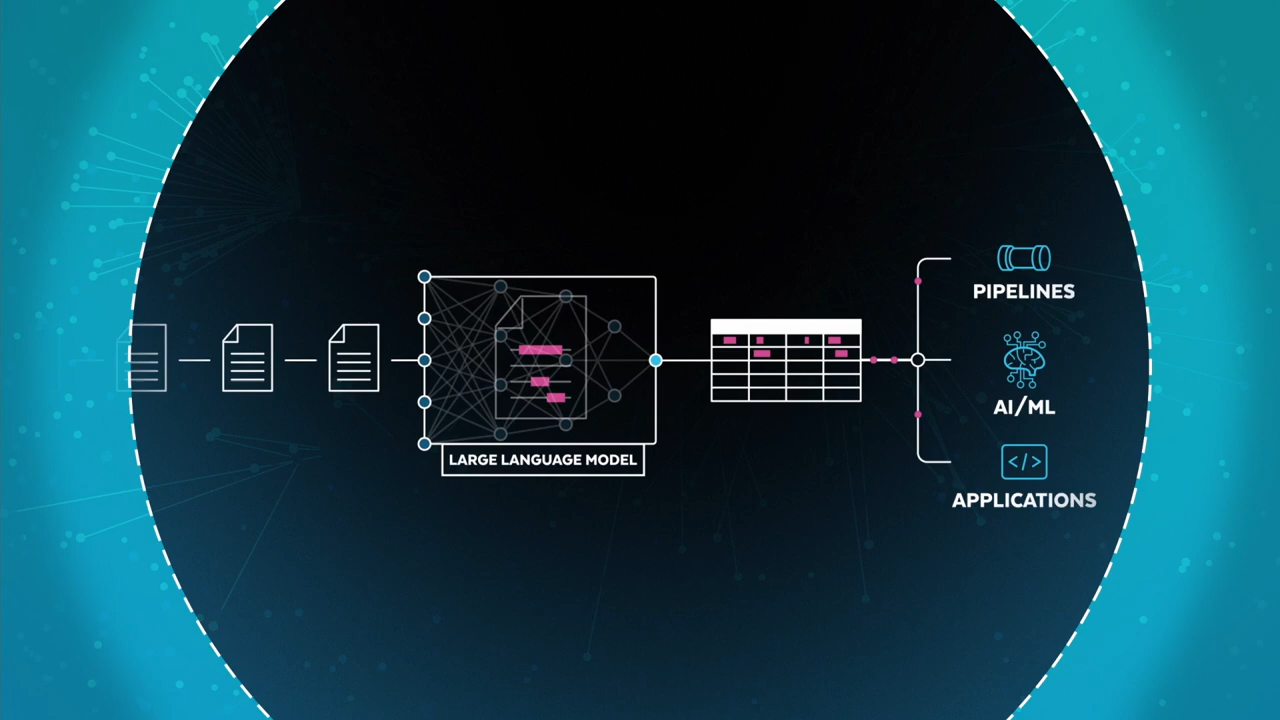 LARGE LANGUAGE MODEL
PIPELINES
AI/ML
</>
APPLICATIONS